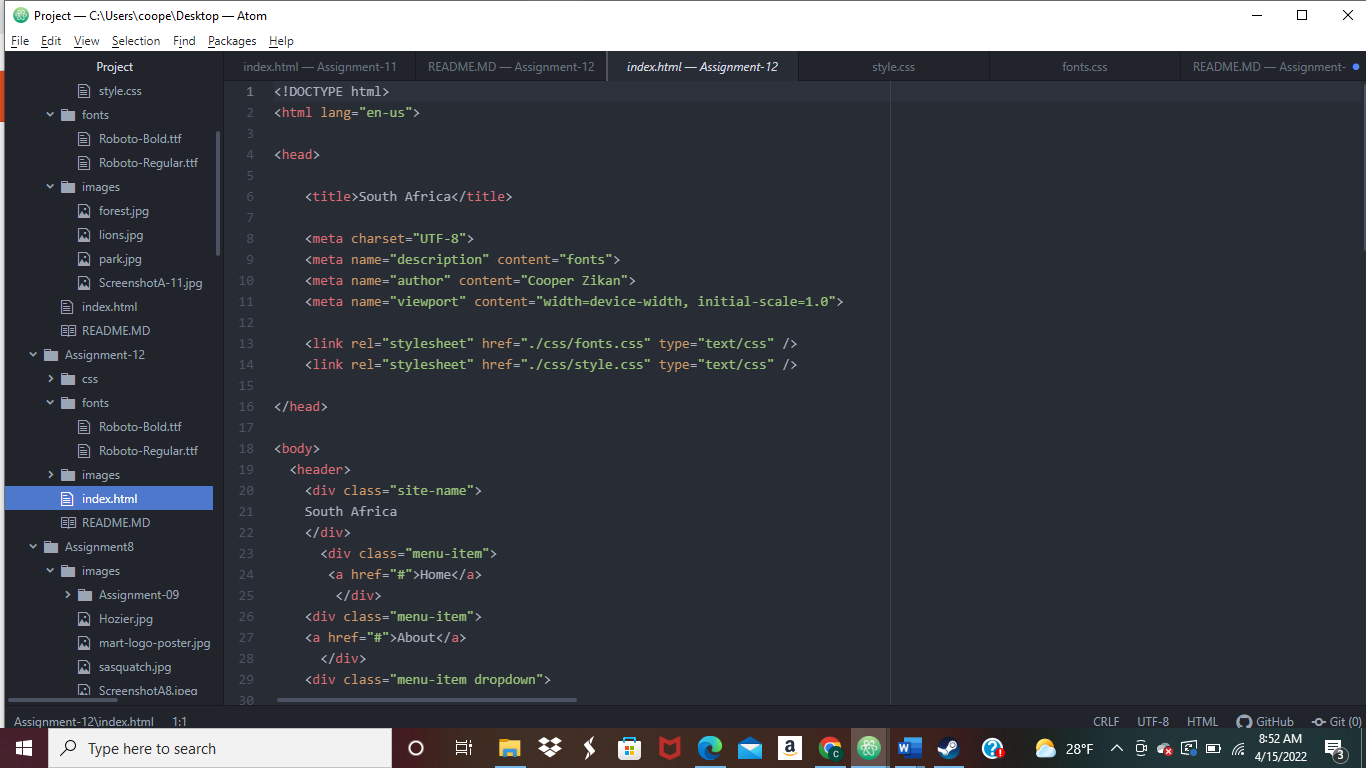 Project — C:\Users\coope\Desktop — Atom
File Edit View Selection Find Packages Help
Project
style.css
fonts
Roboto-Bold.ttf
Roboto-Regular.ttf
images
forest.jpg
lions.jpg
park.jpg
ScreenshotA-11.jpg
index.html
README.MD
Assignment-12
css
fonts
Roboto-Bold.ttf
Roboto-Regular.ttf
images
index.html
README.MD
Assignment8
images
Assignment-09
Hozier.jpg
mart-logo-poster.jpg
sasquatch.jpg
ScreenshotA8.jpeg
index.html — Assignment-11 README.MD — Assignment-12 index.html — Assignment-12 style.css fonts.css README.MD — Assignment-
1 <!DOCTYPE html>
2 <html lang="en-us">
3
4 <head>
5
6 <title>South Africa</title>
7
8 <meta charset="UTF-8">
9 <meta name="description" content="fonts">
10 <meta name="author" content="Cooper Zikan">
11 <meta name="viewport" content="width=device-width, initial-scale=1.0">
12
13 <link rel="stylesheet" href="./css/fonts.css" type="text/css" />
14 <link rel="stylesheet" href="./css/style.css" type="text/css" />
15
16 </head>
17
18 <body>
19 <header>
20 <div class="site-name">
21 South Africa
22 </div>
23 <div class="menu-item">
24 <a href="#">Home</a>
25 </div>
26 <div class="menu-item">
27 <a href="#">About</a>
28 </div>
29 <div class="menu-item dropdown">
30
Assignment-12\index.html 1:1 CRLF UTF-8 HTML GitHub Git (0)
Type here to search
28°F
8:52 AM
4/15/2022
3